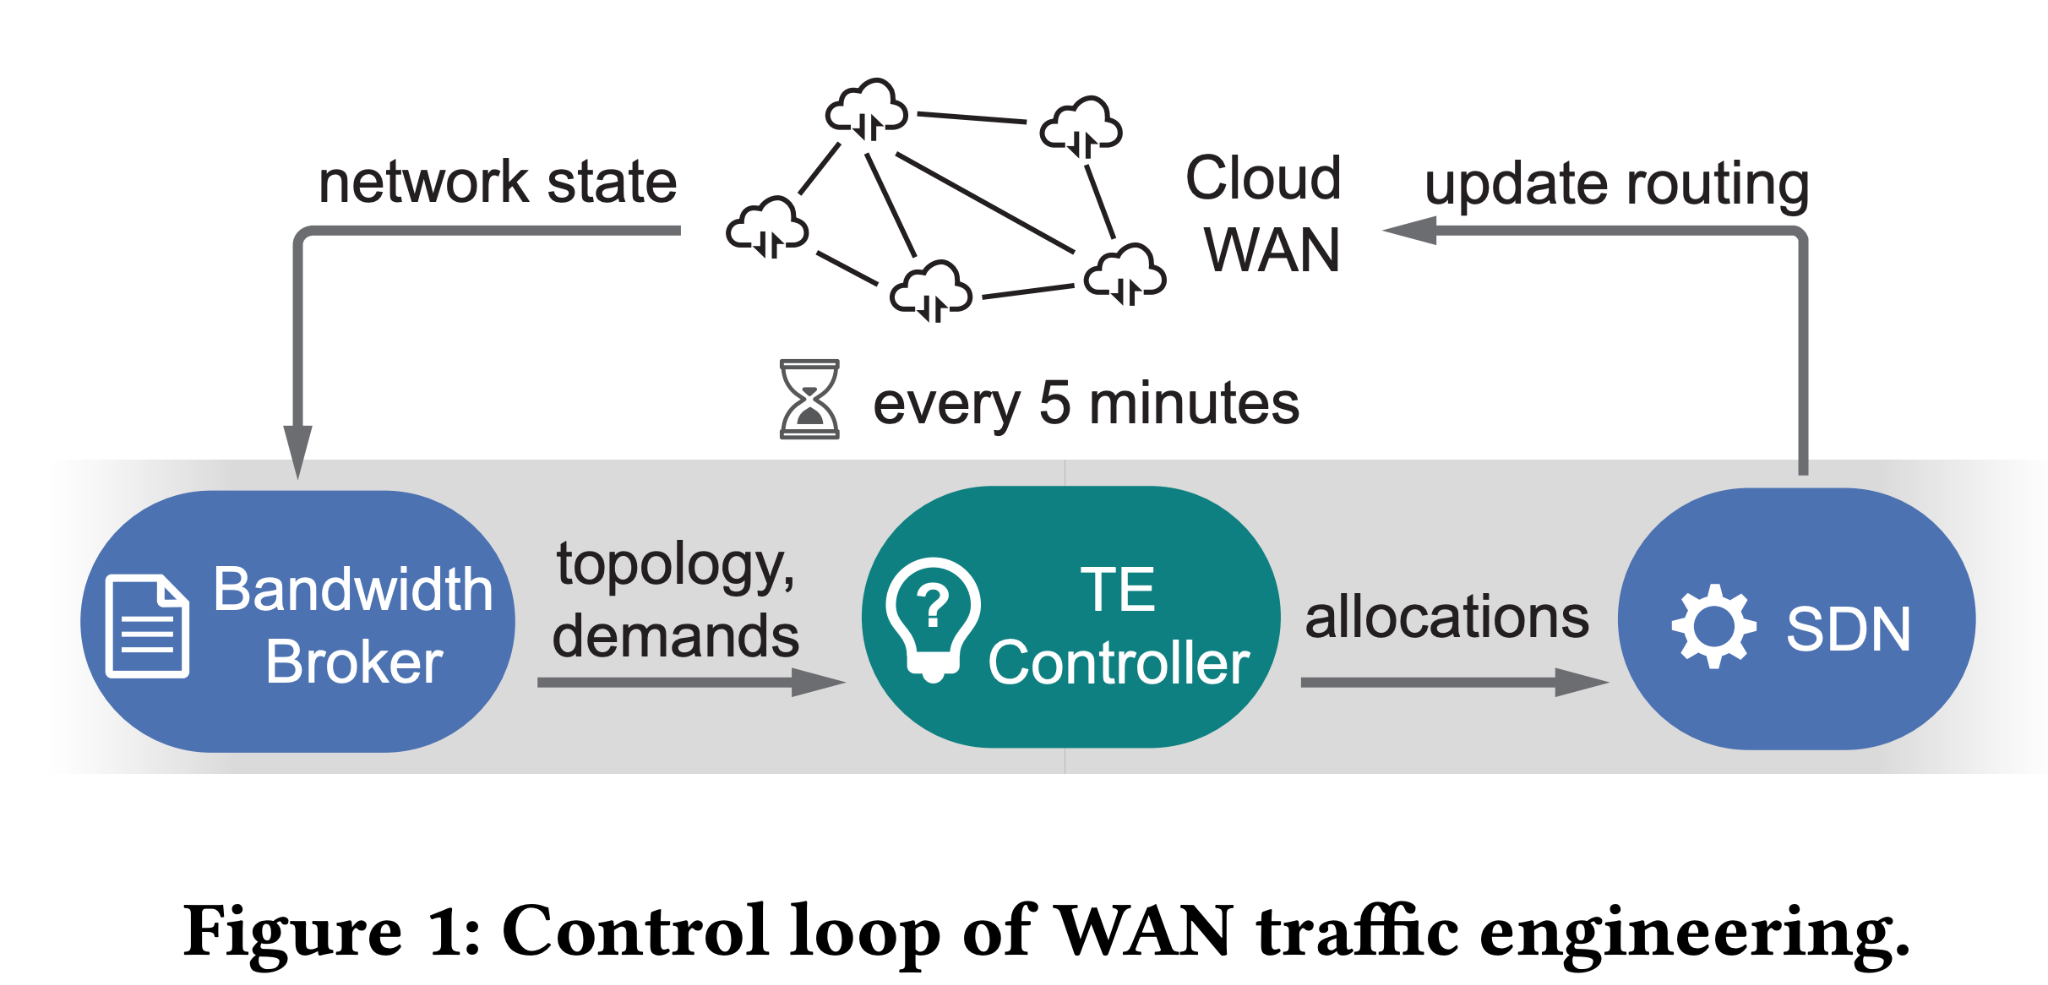 network state
Cloud
WAN
update routing
every 5 minutes
Bandwidth
Broker
topology,
demands
?
TE
Controller
allocations
SDN
Figure 1: Control loop of WAN traffic engineering.